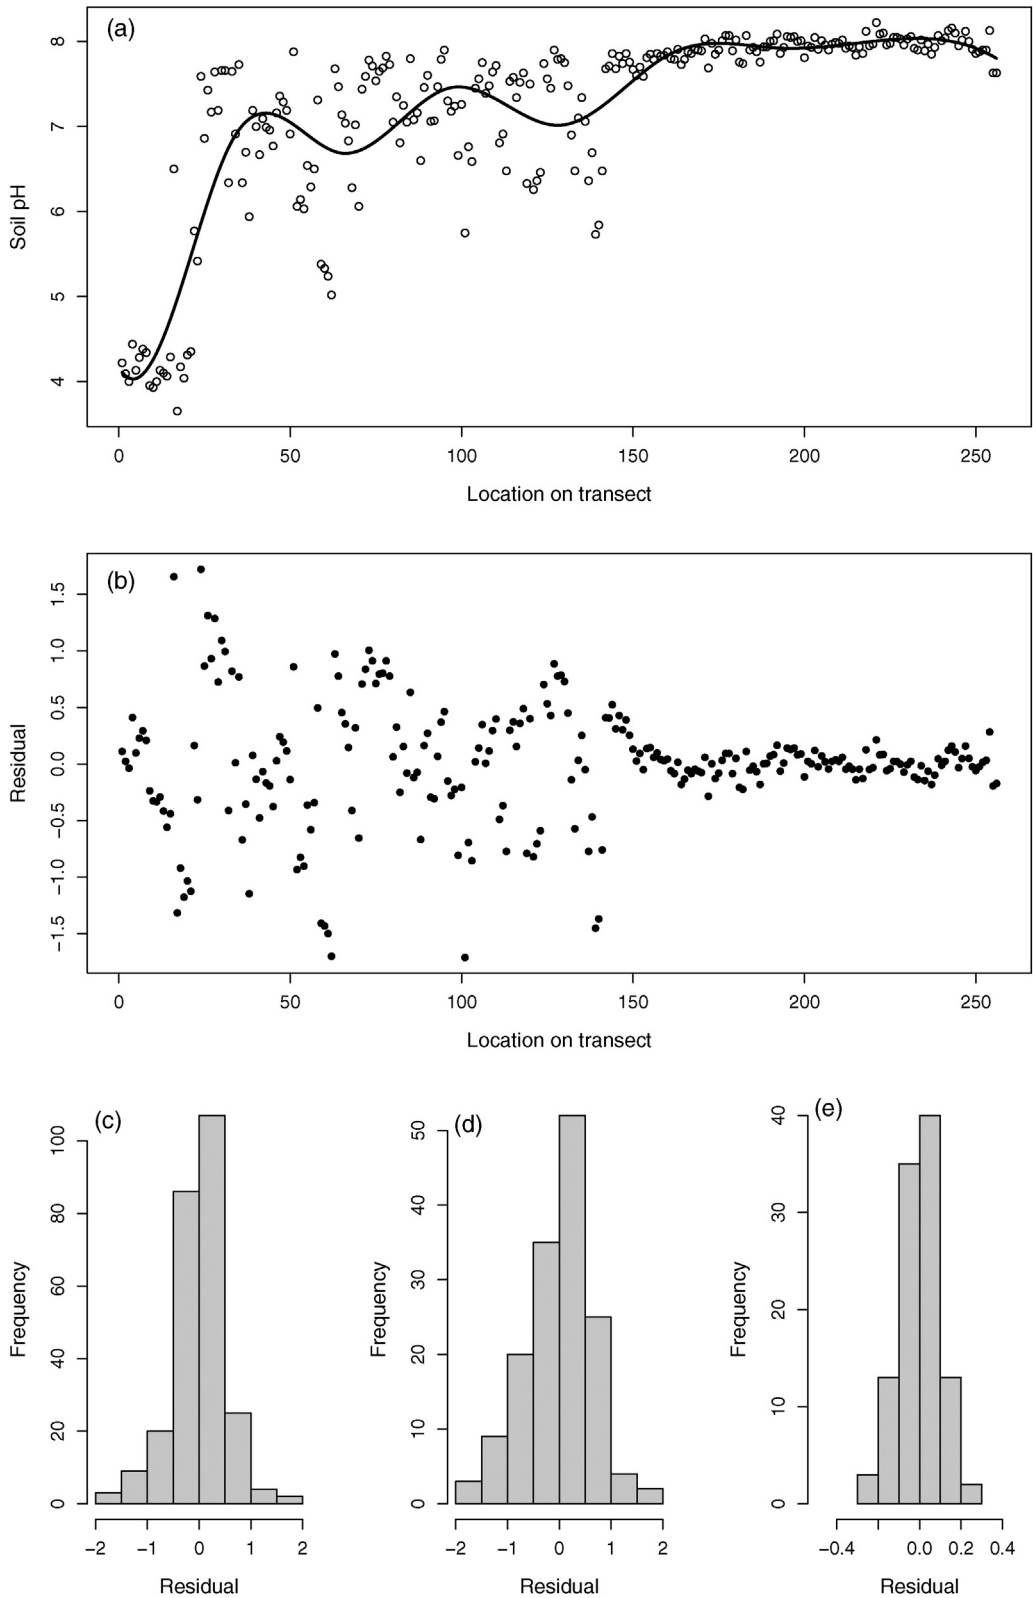 (a)
8
7
6
5
4
Soil pH
0 50 100 150 200 250
Location on transect
(b)
1.5
1.0
0.5
0.0
−0.5
−1.0
−1.5
Residual
0 50 100 150 200 250
Location on transect
(c)
100
80
60
40
20
0
Frequency
−2 −1 0 1 2
Residual
(d)
50
40
30
20
10
0
Frequency
−2 −1 0 1 2
Residual
(e)
40
30
20
10
0
Frequency
−0.4 0.0 0.2 0.4
Residual